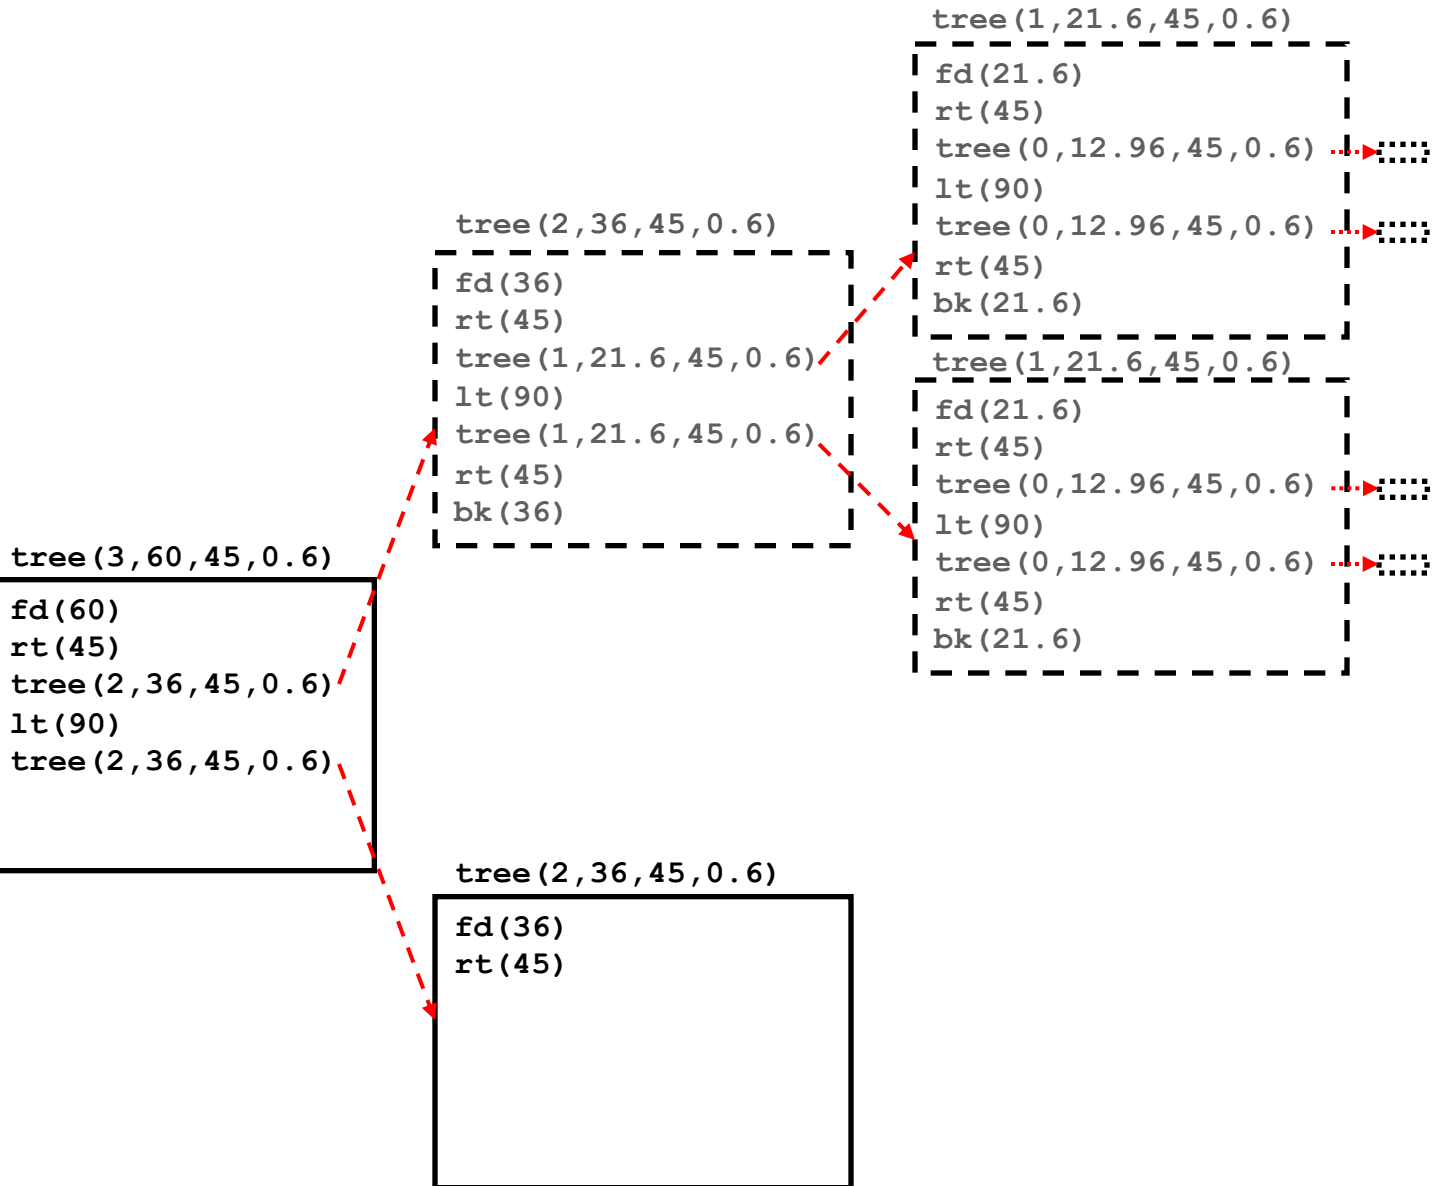 tree(1,21.6,45,0.6)
fd(21.6)
rt(45)
tree(0,12.96,45,0.6)
lt(90)
tree(0,12.96,45,0.6)
rt(45)
bk(21.6)
tree(2,36,45,0.6)
fd(36)
rt(45)
tree(1,21.6,45,0.6)
lt(90)
tree(1,21.6,45,0.6)
rt(45)
bk(36)
tree(1,21.6,45,0.6)
fd(21.6)
rt(45)
tree(0,12.96,45,0.6)
lt(90)
tree(0,12.96,45,0.6)
rt(45)
bk(21.6)
tree(3,60,45,0.6)
fd(60)
rt(45)
tree(2,36,45,0.6)
lt(90)
tree(2,36,45,0.6)
tree(2,36,45,0.6)
fd(36)
rt(45)